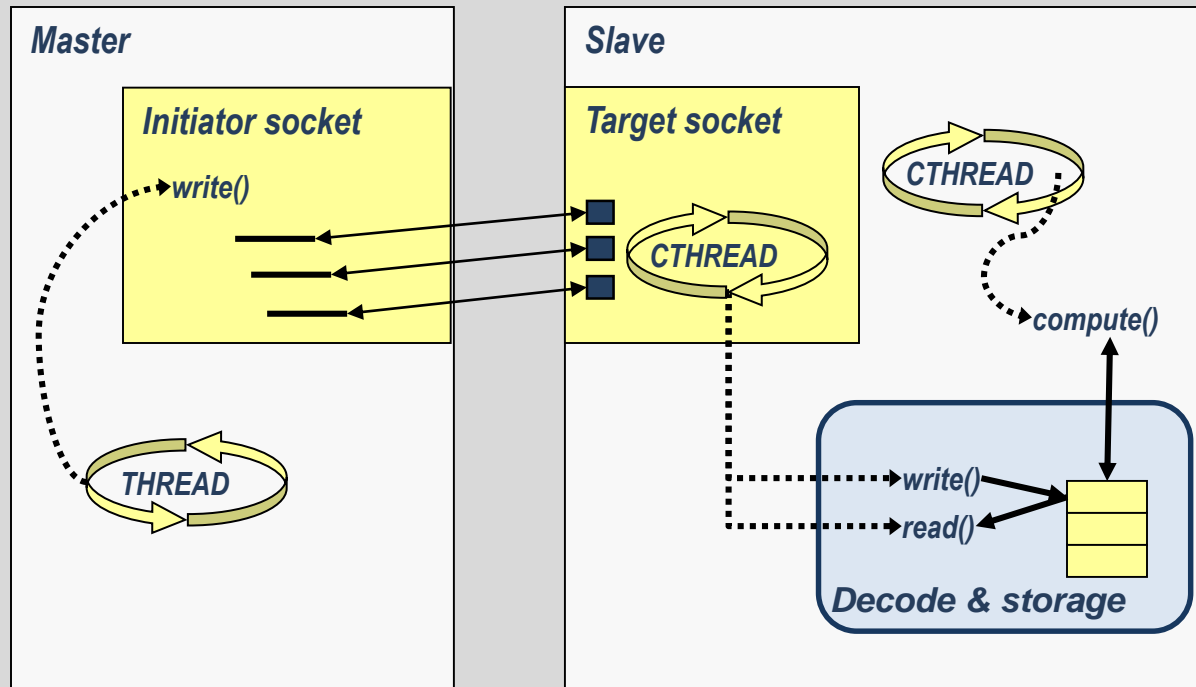 Master
Initiator socket
write()
THREAD
Slave
Target socket
CTHREAD
CTHREAD
compute()
write()
read()
Decode & storage